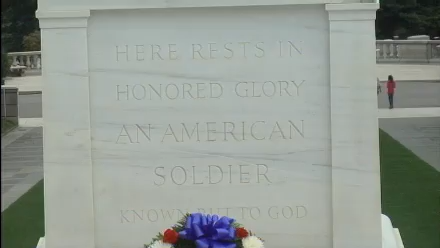 HERE RESTS IN
HONORED GLORY
AN AMERICAN
SOLDIER
KNOWN BUT TO GOD